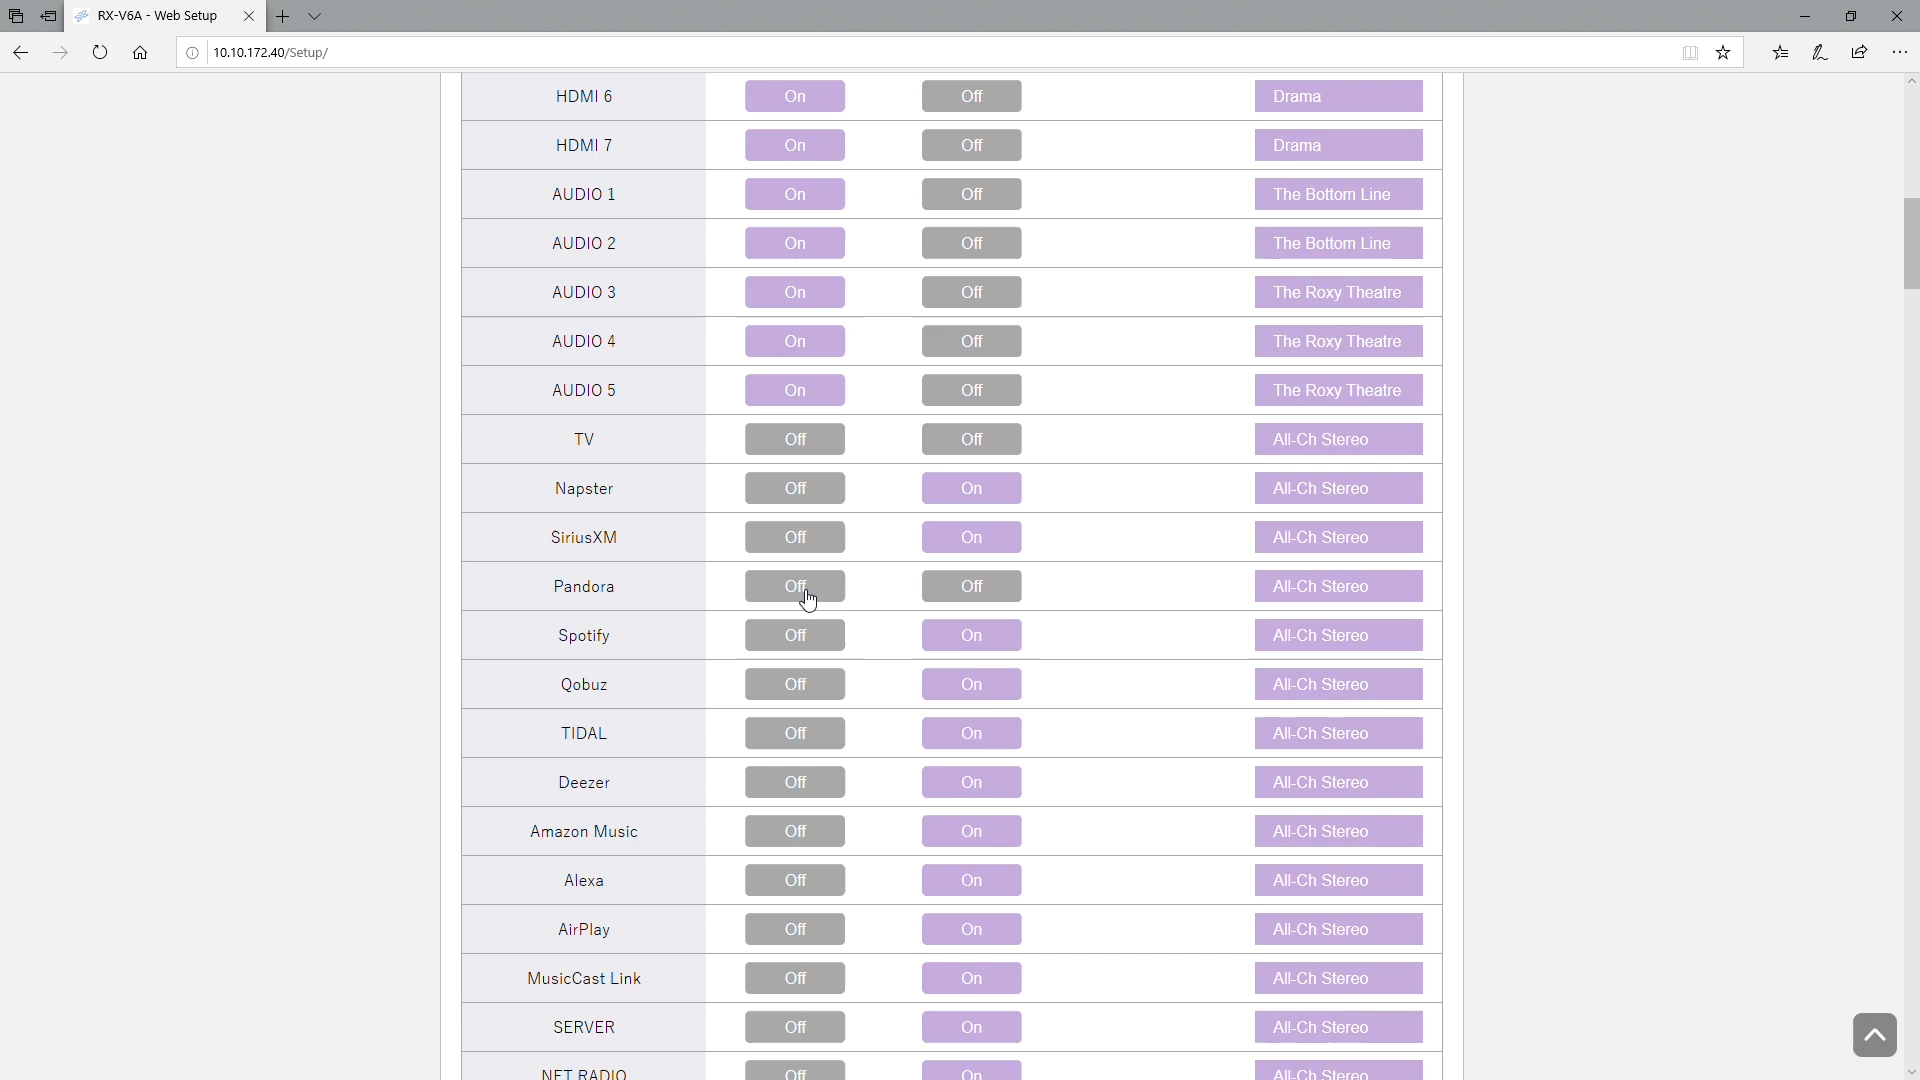 RX-V6A - Web Setup
10.10.172.40/Setup/
HDMI 6 On Off Drama
HDMI 7 On Off Drama
AUDIO 1 On Off The Bottom Line
AUDIO 2 On Off The Bottom Line
AUDIO 3 On Off The Roxy Theatre
AUDIO 4 On Off The Roxy Theatre
AUDIO 5 On Off The Roxy Theatre
TV Off Off All-Ch Stereo
Napster Off On All-Ch Stereo
SiriusXM Off On All-Ch Stereo
Pandora Off Off All-Ch Stereo
Spotify Off On All-Ch Stereo
Qobuz Off On All-Ch Stereo
TIDAL Off On All-Ch Stereo
Deezer Off On All-Ch Stereo
Amazon Music Off On All-Ch Stereo
Alexa Off On All-Ch Stereo
AirPlay Off On All-Ch Stereo
MusicCast Link Off On All-Ch Stereo
SERVER Off On All-Ch Stereo
NET RADIO Off On All-Ch Stereo